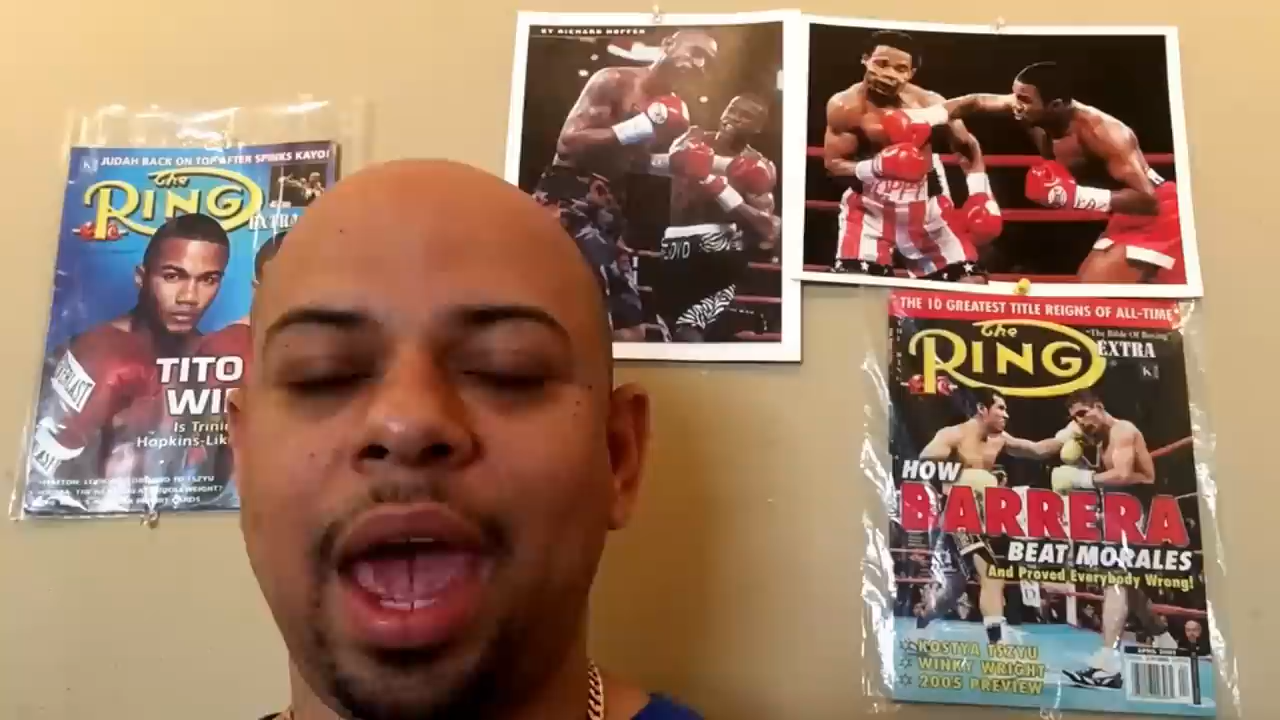 JUDAH BACK ON TOP AFTER SPINKS KAYO!
The
RING
EXTRA
TITO
WI
Is Trini
Hopkins-Lik
EVERLAST
BY RICHARD HOFFER
THE 10 GREATEST TITLE REIGNS OF ALL-TIME
The
"The Bible Of Boxing"
RING
EXTRA
HOW
BARRERA
BEAT MORALES
And Proved Everybody Wrong!
KOSTYA TSZYU
WINKY WRIGHT
2005 PREVIEW